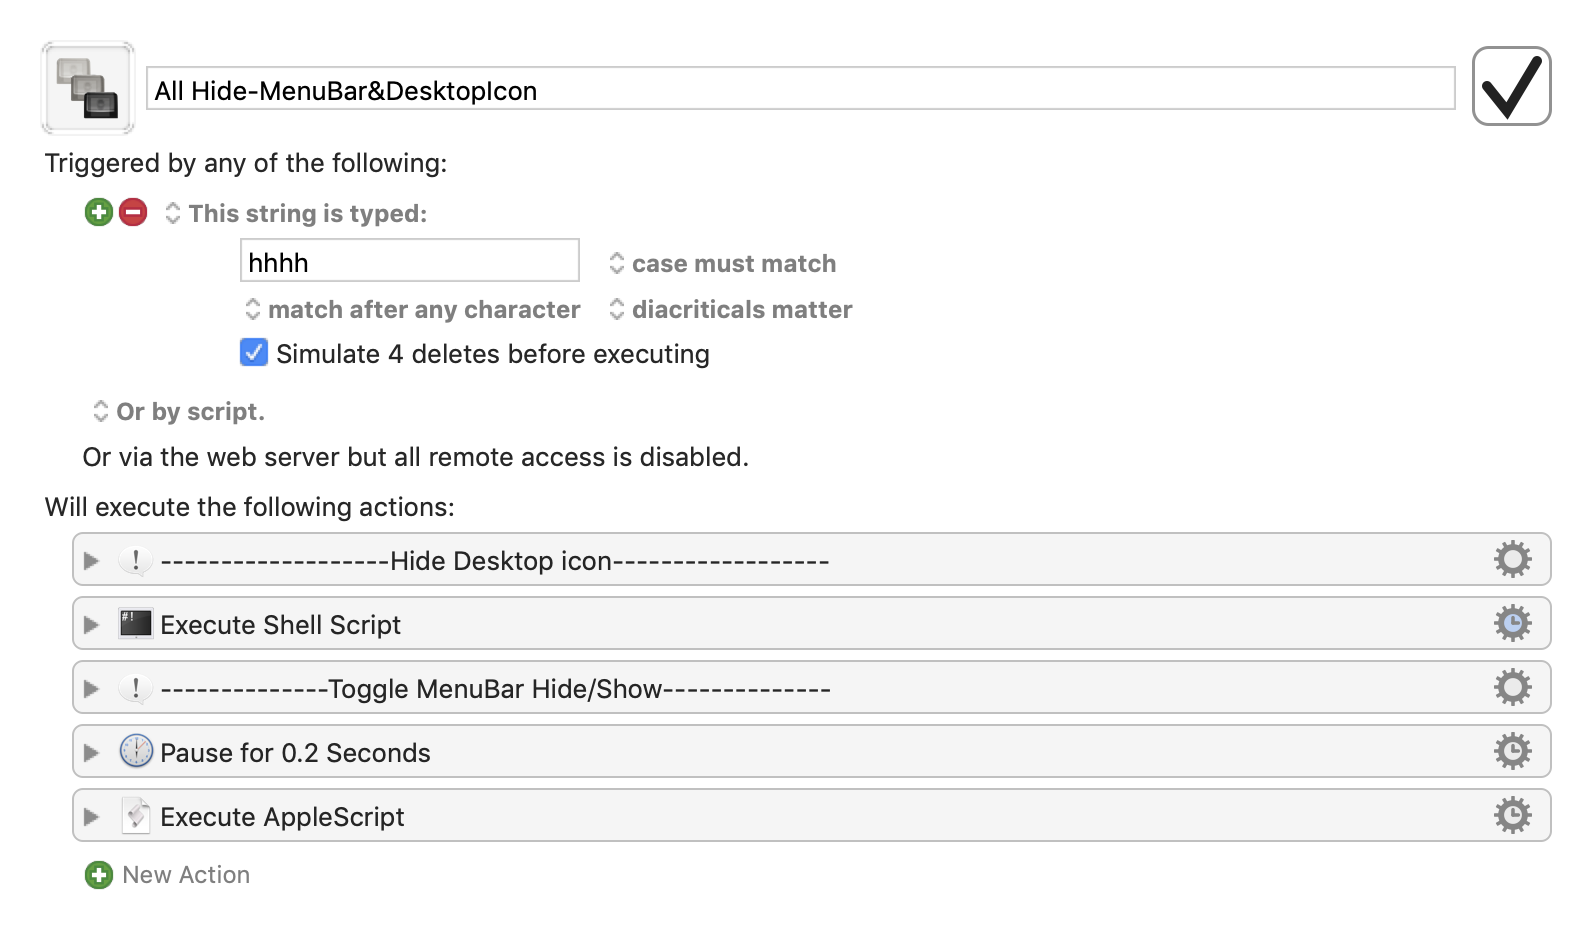 All Hide-MenuBar&DesktopIcon
Triggered by any of the following:
This string is typed:
hhhh case must match
match after any character diacriticals matter
Simulate 4 deletes before executing
Or by script.
Or via the web server but all remote access is disabled.
Will execute the following actions:
-------------------Hide Desktop icon------------------
#! Execute Shell Script
--------------Toggle MenuBar Hide/Show--------------
Pause for 0.2 Seconds
Execute AppleScript
New Action